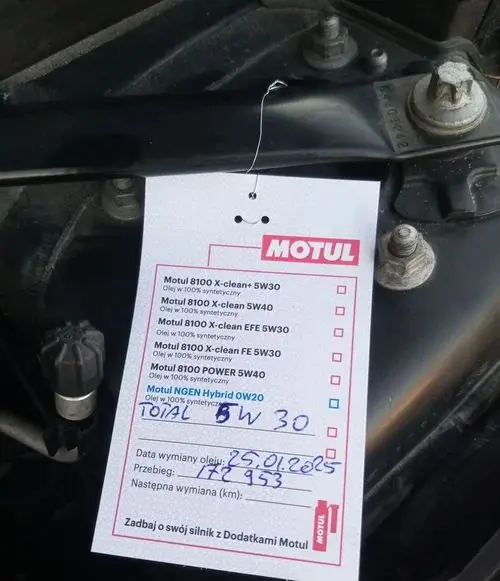 MOTUL
Motul 8100 X-clean+ 5W30
Olej w 100% syntetyczny
Motul 8100 X-clean 5W40
Olej w 100% syntetyczny
Motul 8100 X-clean EFE 5W30
Olej w 100% syntetyczny
Motul 8100 X-clean FE 5W30
Olej w 100% syntetyczny
Motul 8100 POWER 5W40
Olej w 100% syntetyczny
Motul NGEN Hybrid 0W20
Olej w 100% syntetyczny
TOTAL 5W 30
Data wymiany oleju: 25.01.2025
Przebieg: 172 953
Następna wymiana (km):
MOTUL
Zadbaj o swój silnik z Dodatkami Motul